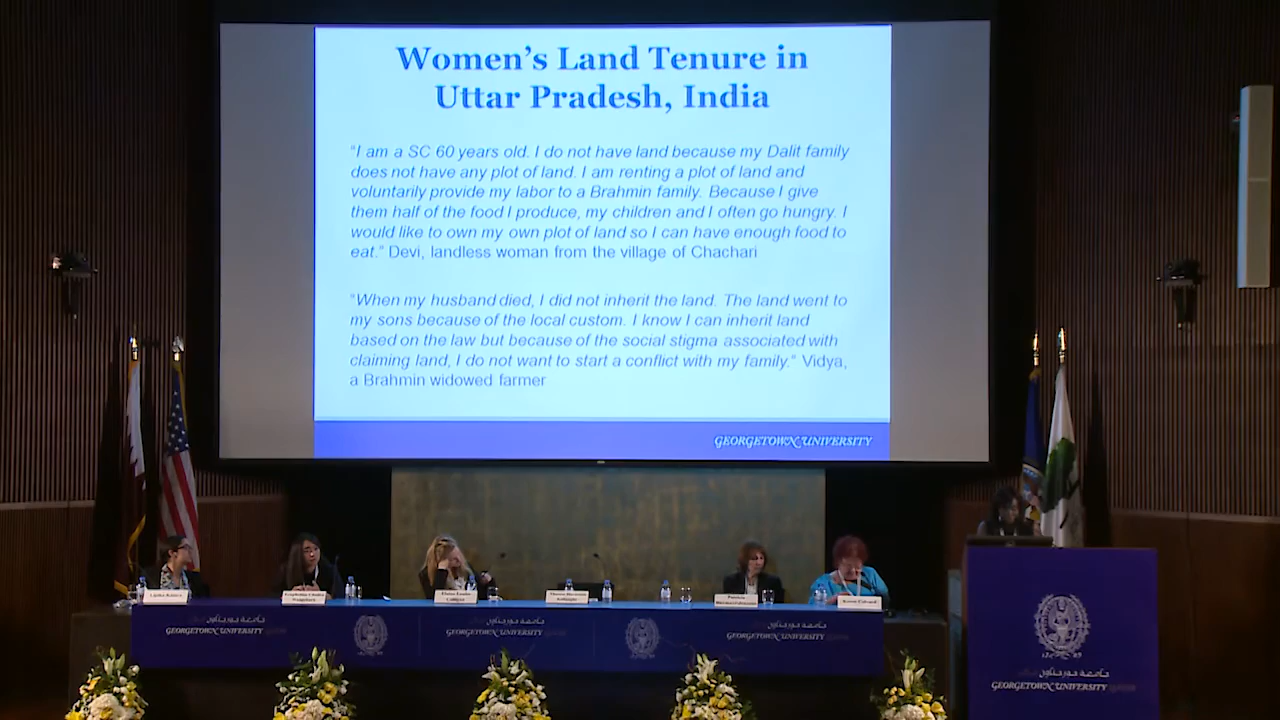 Women's Land Tenure in
Uttar Pradesh, India
"I am a SC 60 years old. I do not have land because my Dalit family
does not have any plot of land. I am renting a plot of land and
voluntarily provide my labor to a Brahmin family. Because I give
them half of the food I produce, my children and I often go hungry. I
would like to own my own plot of land so I can have enough food to
eat." Devi, landless woman from the village of Chachari
"When my husband died, I did not inherit the land. The land went to
my sons because of the local custom. I know I can inherit land
based on the law but because of the social stigma associated with
claiming land, I do not want to start a conflict with my family." Vidya,
a Brahmin widowed farmer
GEORGETOWN UNIVERSITY
GEORGETOWN UNIVERSITY
GEORGETOWN UNIVERSITY
GEORGETOWN UNIVERSITY
جامعة جورجتاون
GEORGETOWN UNIVERSITY